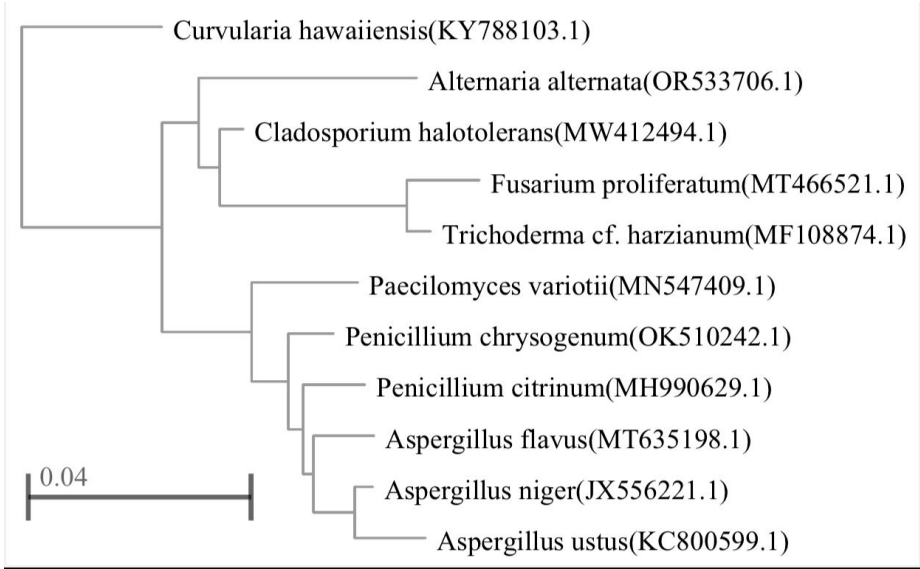 Curvularia hawaiiensis(KY788103.1)
Alternaria alternata(OR533706.1)
Cladosporium halotolerans(MW412494.1)
Fusarium proliferatum(MT466521.1)
Trichoderma cf. harzianum(MF108874.1)
Paecilomyces variotii(MN547409.1)
Penicillium chrysogenum(OK510242.1)
Penicillium citrinum(MH990629.1)
Aspergillus flavus(MT635198.1)
0.04
Aspergillus niger(JX556221.1)
Aspergillus ustus(KC800599.1)